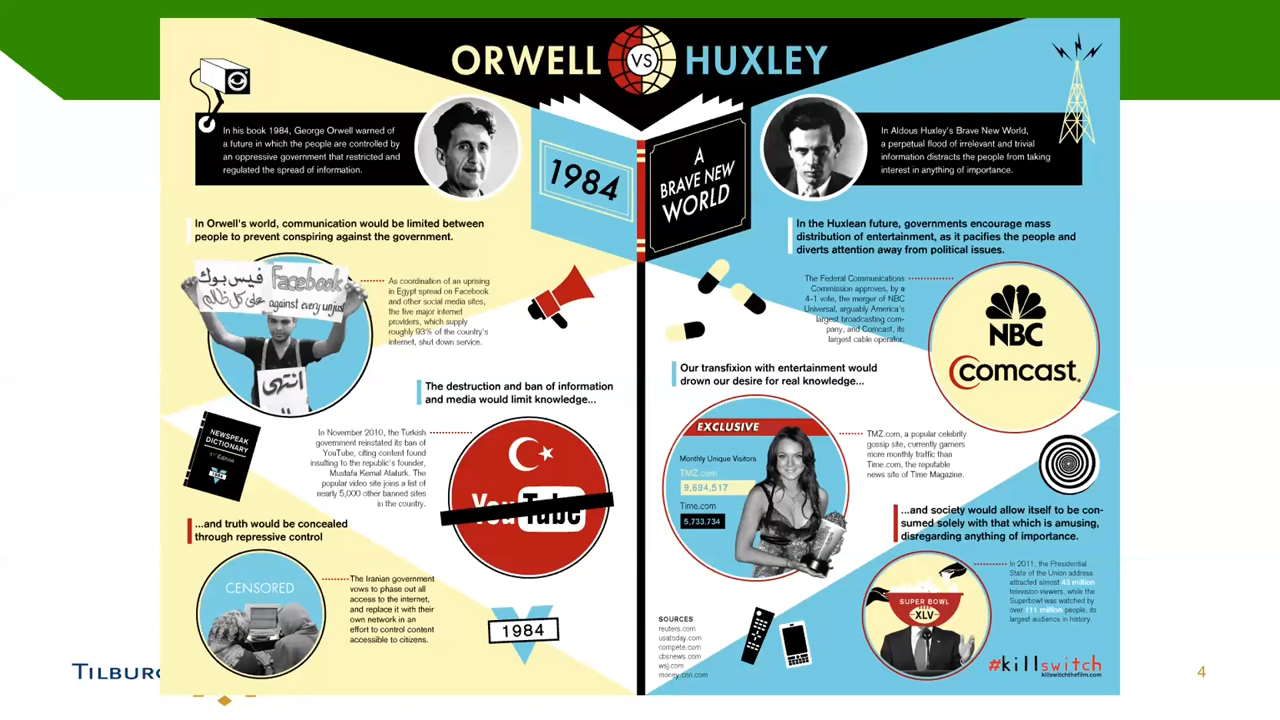 ORWELL VS HUXLEY
In his book 1984, George Orwell warned of
a future in which the people are controlled by
an oppressive government that restricted and
regulated the spread of information.
1984
A
BRAVE NEW
WORLD
In Aldous Huxley's Brave New World,
a perpetual flood of irrelevant and trivial
information distracts the people from taking
interest in anything of importance.
In Orwell's world, communication would be limited between
people to prevent conspiring against the government.
فيس بوك Facebook
على كل ظالم against every unjust
انتهى
As coordination of an uprising
in Egypt spread on Facebook
and other social media sites,
the five major internet
providers, which supply
roughly 93% of the country's
internet, shut down service.
The destruction and ban of information
and media would limit knowledge...
NEWSPEAK
DICTIONARY
1st Edition
1984
In November 2010, the Turkish
government reinstated its ban of
YouTube, citing content found
insulting to the republic's founder,
Mustafa Kemal Ataturk. The
popular video site joins a list of
nearly 5,000 other banned sites
in the country.
YouTube
...and truth would be concealed
through repressive control
CENSORED
The Iranian government
vows to phase out all
access to the internet,
and replace it with their
own network in an
effort to control content
accessible to citizens.
1984
In the Huxlean future, governments encourage mass
distribution of entertainment, as it pacifies the people and
diverts attention away from political issues.
The Federal Communications
Commission approves, by a
4-1 vote, the merger of NBC
Universal, arguably America's
largest broadcasting com-
pany, and Comcast, its
largest cable operator.
NBC
Comcast.
Our transfixion with entertainment would
drown our desire for real knowledge...
EXCLUSIVE
Monthly Unique Visitors
TMZ.com
9,694,517
Time.com
5,733,734
TMZ.com, a popular celebrity
gossip site, currently garners
more monthly traffic than
Time.com, the reputable
news site of Time Magazine.
...and society would allow itself to be con-
sumed solely with that which is amusing,
disregarding anything of importance.
SUPER BOWL
XLV
In 2011, the Presidential
State of the Union address
attracted almost 43 million
television viewers, while the
Superbowl was watched by
over 111 million people, its
largest audience in history.
SOURCES
reuters.com
usatoday.com
compete.com
cbsnews.com
wsj.com
money.cnn.com
#killswitch
killswitchthefilm.com
4